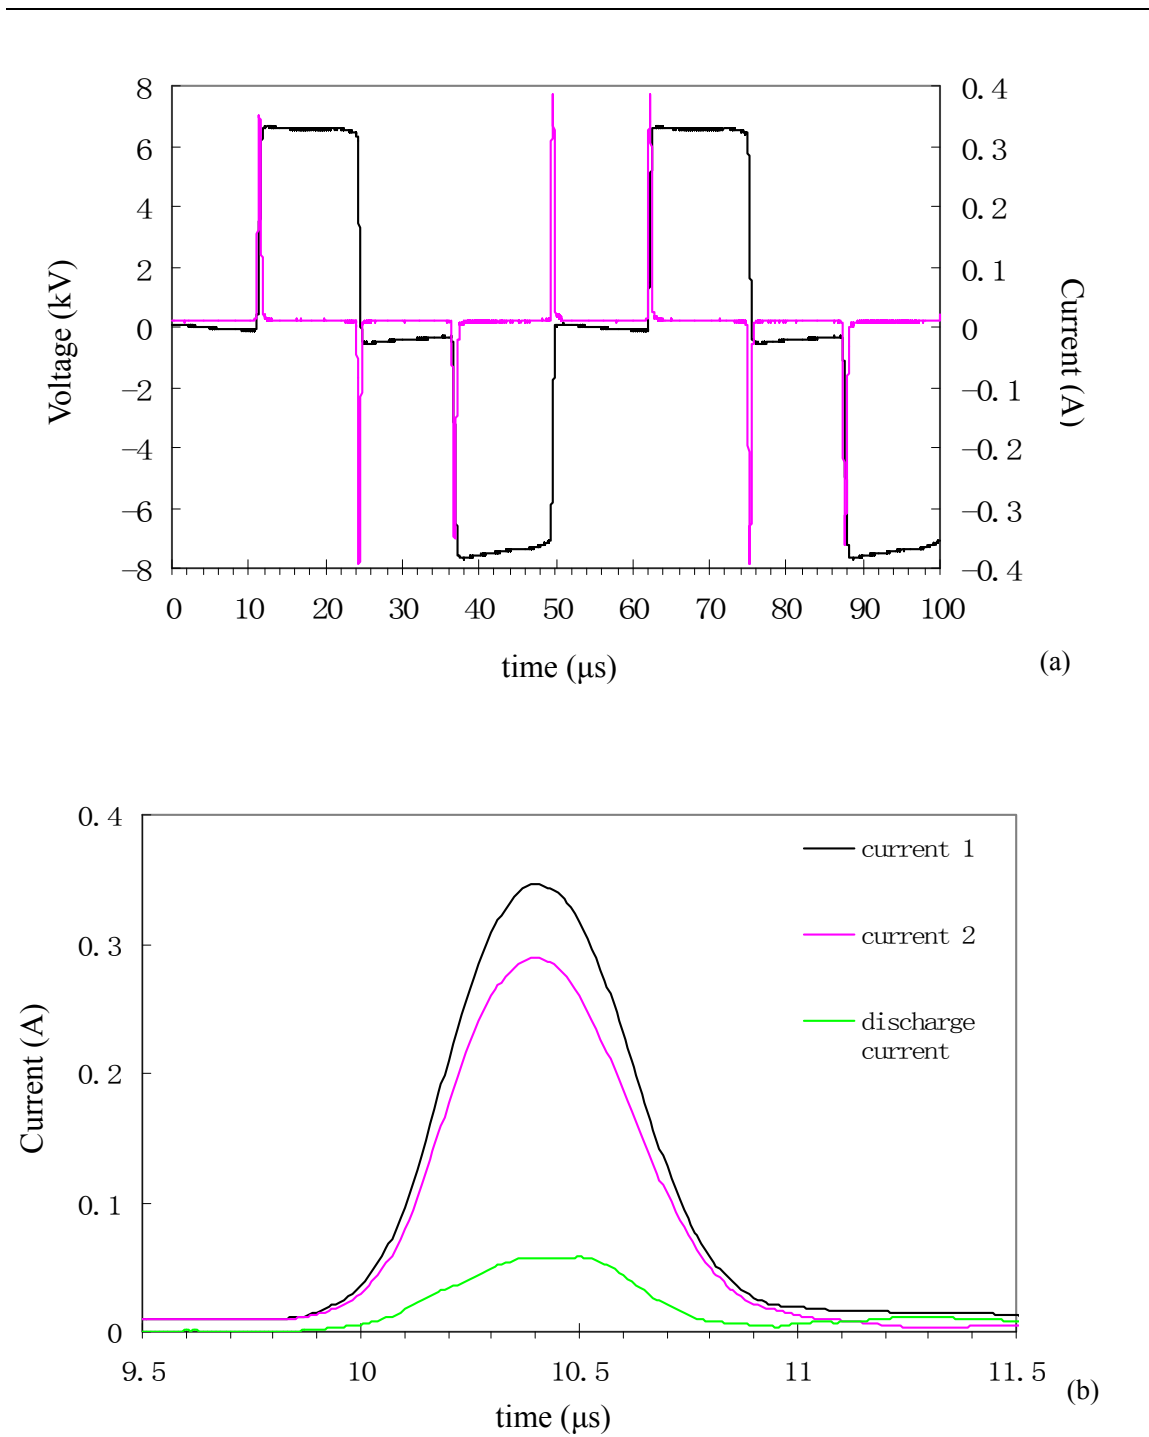 8
6
4
2
0
−2
−4
−6
−8
Voltage (kV)
0.4
0.3
0.2
0.1
0
−0.1
−0.2
−0.3
−0.4
Current (A)
0 10 20 30 40 50 60 70 80 90 100
time (μs)
(a)
0.4
0.3
0.2
0.1
0
Current (A)
current 1
current 2
discharge
current
9.5 10 10.5 11 11.5
time (μs)
(b)